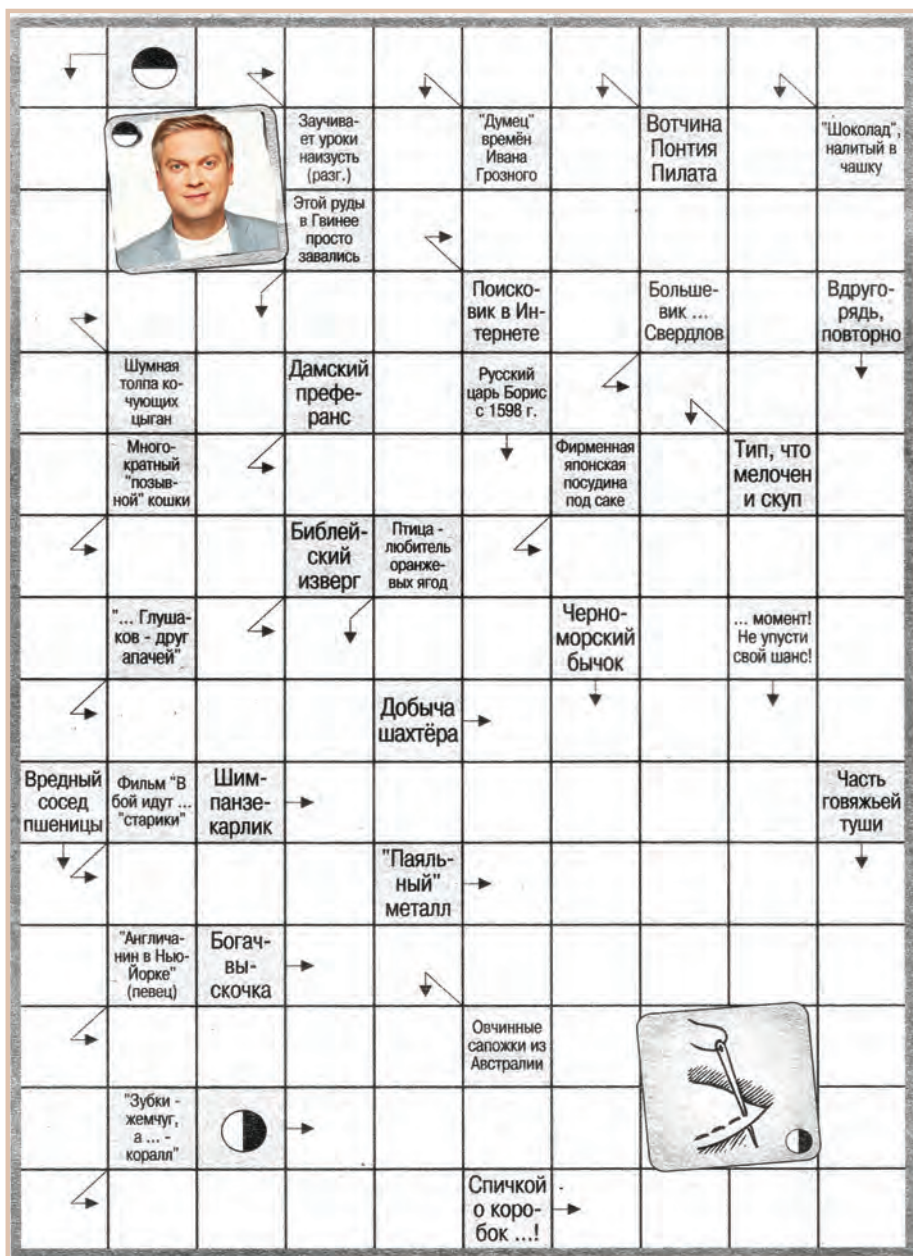 Заучива-
ет уроки
наизусть
(разг.)
"Думец"
времён
Ивана
Грозного
Вотчина
Понтия
Пилата
"Шоколад",
налитый в
чашку
Этой руды
в Гвинее
просто
завались
Поиско-
вик в Ин-
тернете
Больше-
вик ...
Свердлов
Вдруго-
рядь,
повторно
Шумная
толпа ко-
чующих
цыган
Дамский
префе-
ранс
Русский
царь Борис
с 1598 г.
Много-
кратный
"позыв-
ной" кошки
Фирменная
японская
посудина
под саке
Тип, что
мелочен
и скуп
Библей-
ский
изверг
Птица -
любитель
оранже-
вых ягод
"... Глуша-
ков - друг
апачей"
Черно-
морский
бычок
... момент!
Не упусти
свой шанс!
Добыча
шахтёра
Вредный
сосед
пшеницы
Фильм "В
бой идут ...
"старики"
Шим-
панзе-
карлик
Часть
говяжьей
туши
"Паяль-
ный"
металл
"Англича-
нин в Нью-
Йорке"
(певец)
Богач-
вы-
скочка
Овчинные
сапожки из
Австралии
"Зубки -
жемчуг,
а ... -
коралл"
Спичкой
о коро-
бок ...!